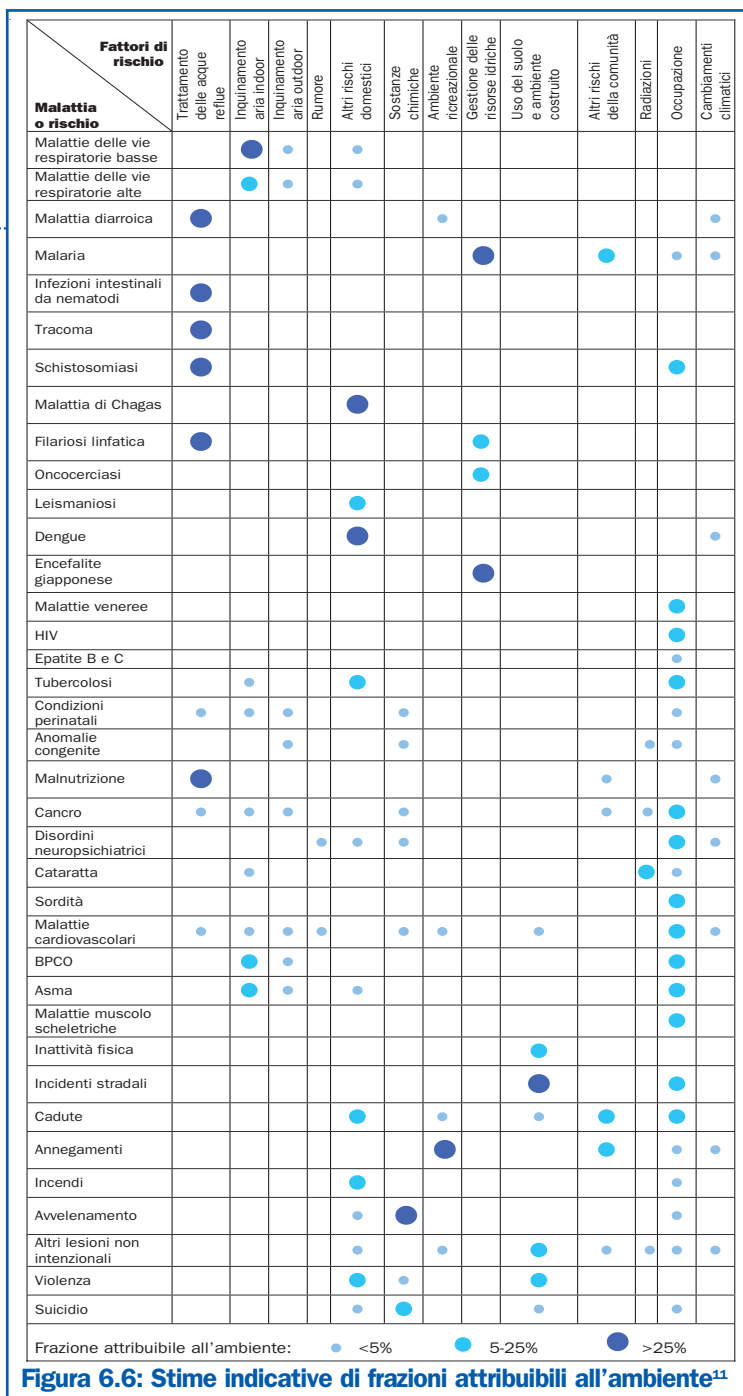 Fattori di
rischio
Malattia
o rischio
Trattamento
delle acque
reflue
Inquinamento
aria indoor
Inquinamento
aria outdoor
Rumore
Altri rischi
domestici
Sostanze
chimiche
Ambiente
ricreazionale
Gestione delle
risorse idriche
Uso del suolo
e ambiente
costruito
Altri rischi
della comunità
Radiazioni
Occupazione
Cambiamenti
climatici
Malattie delle vie
respiratorie basse
Malattie delle vie
respiratorie alte
Malattia diarroica
Malaria
Infezioni intestinali
da nematodi
Tracoma
Schistosomiasi
Malattia di Chagas
Filariosi linfatica
Oncocerciasi
Leismaniosi
Dengue
Encefalite
giapponese
Malattie veneree
HIV
Epatite B e C
Tubercolosi
Condizioni
perinatali
Anomalie
congenite
Malnutrizione
Cancro
Disordini
neuropsichiatrici
Cataratta
Sordità
Malattie
cardiovascolari
BPCO
Asma
Malattie muscolo
scheletriche
Inattività fisica
Incidenti stradali
Cadute
Annegamenti
Incendi
Avvelenamento
Altri lesioni non
intenzionali
Violenza
Suicidio
Frazione attribuibile all'ambiente: <5% 5-25% >25%
Figura 6.6: Stime indicative di frazioni attribuibili all'ambiente¹¹